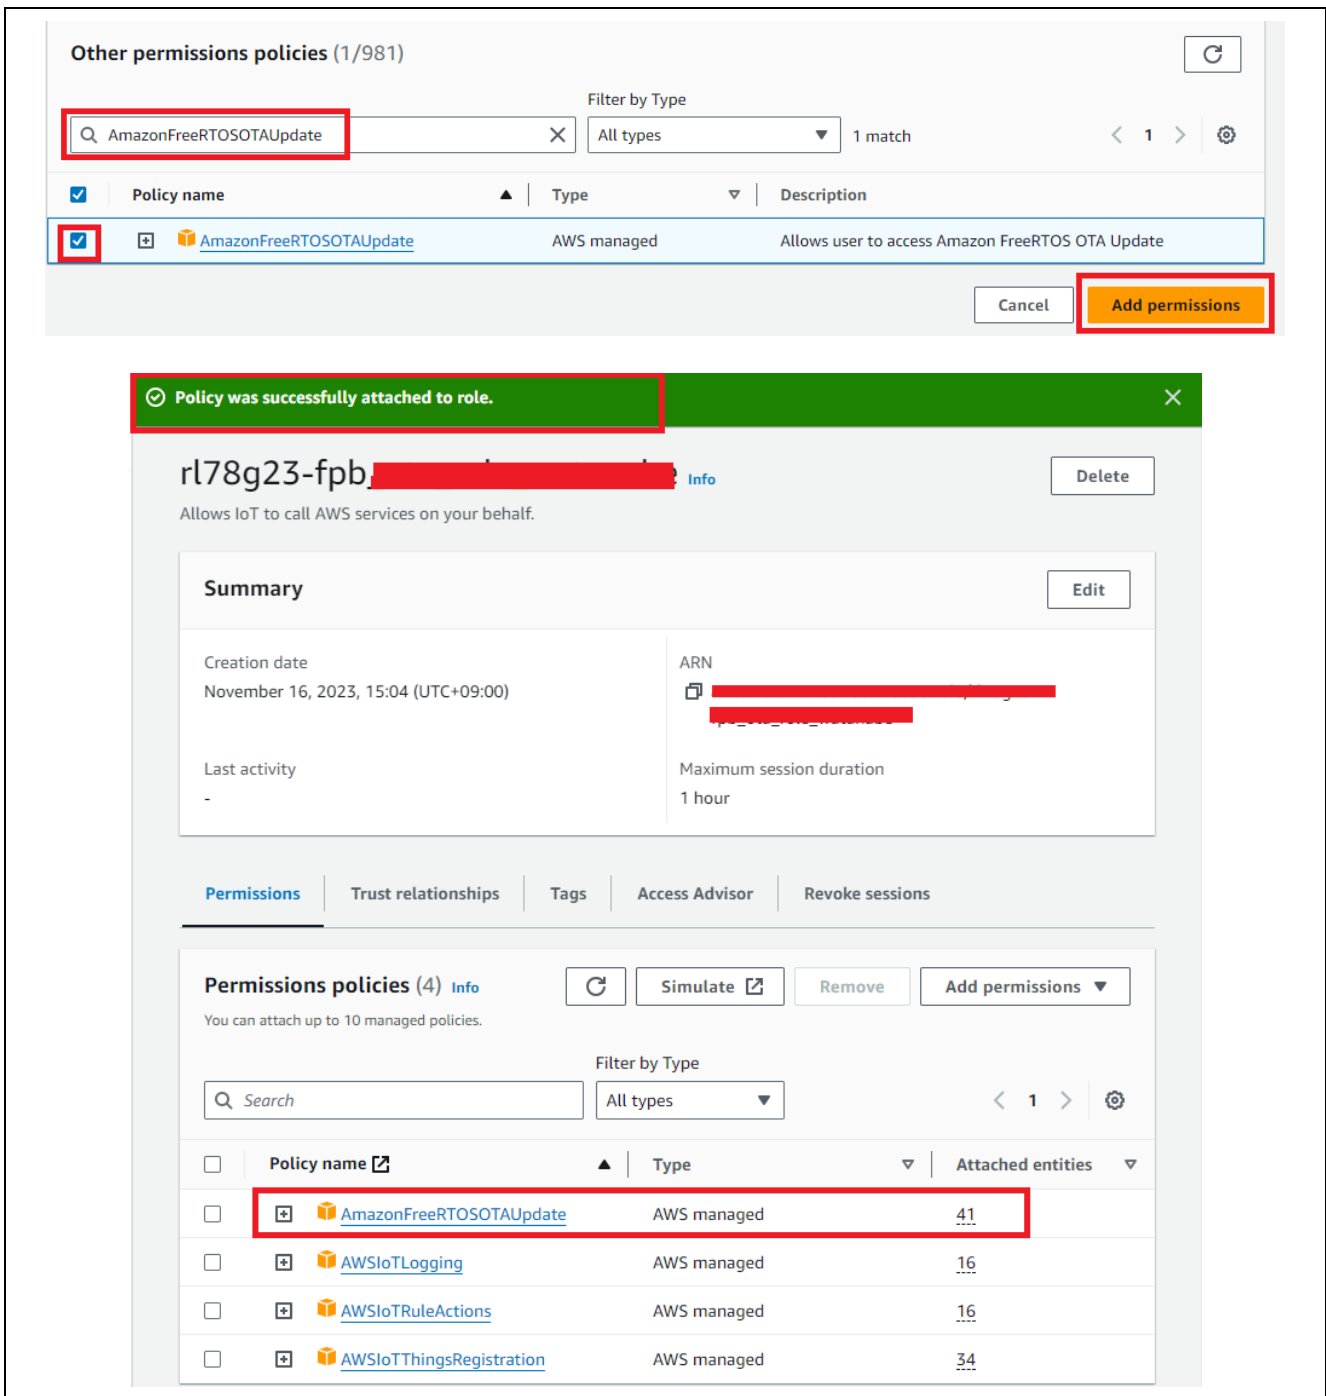 Other permissions policies (1/981)
Filter by Type
AmazonFreeRTOSOTAUpdate All types 1 match 1
Policy name Type Description
AmazonFreeRTOSOTAUpdate AWS managed Allows user to access Amazon FreeRTOS OTA Update
Cancel Add permissions
Policy was successfully attached to role.
rl78g23-fpb Info Delete
Allows IoT to call AWS services on your behalf.
Summary Edit
Creation date ARN
November 16, 2023, 15:04 (UTC+09:00)
Last activity Maximum session duration
- 1 hour
Permissions Trust relationships Tags Access Advisor Revoke sessions
Permissions policies (4) Info Simulate Remove Add permissions
You can attach up to 10 managed policies.
Filter by Type
Search All types 1
Policy name Type Attached entities
AmazonFreeRTOSOTAUpdate AWS managed 41
AWSIoTLogging AWS managed 16
AWSIoTRuleActions AWS managed 16
AWSIoTThingsRegistration AWS managed 34